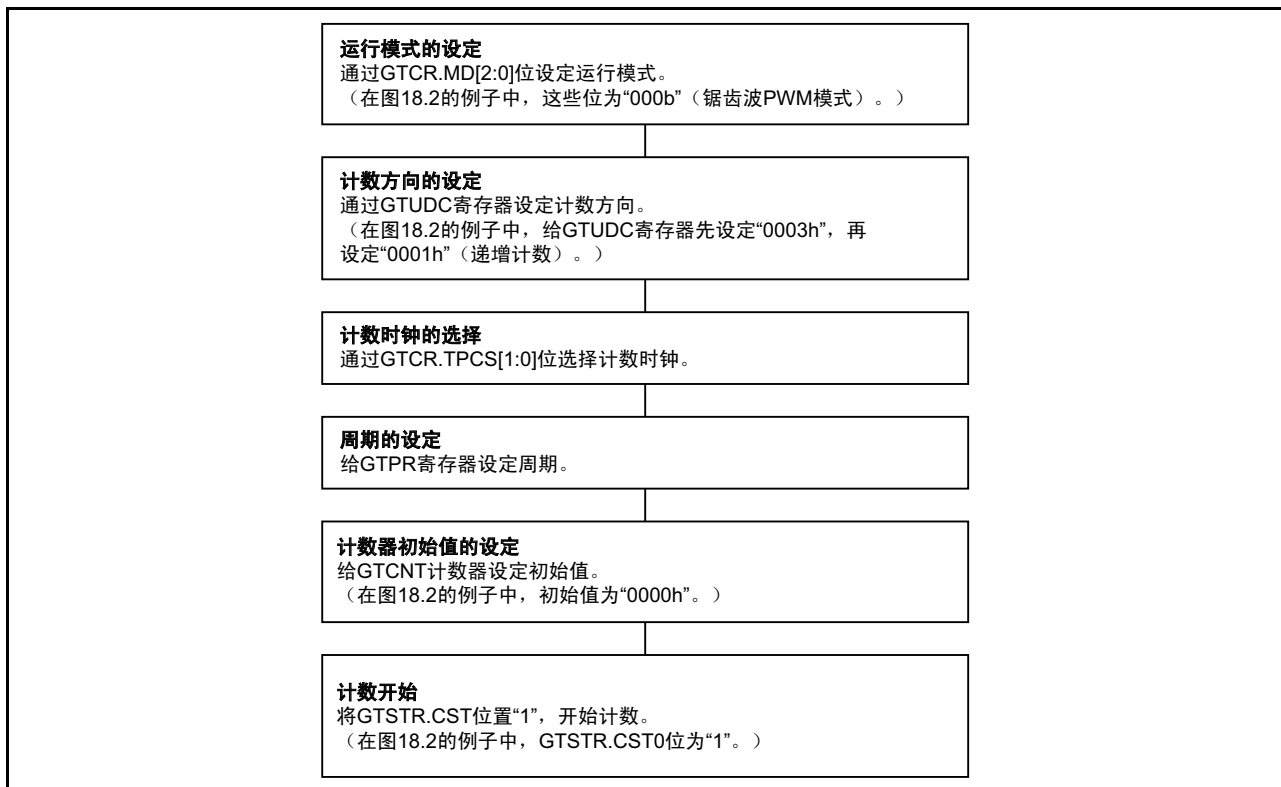 运行模式的设定
通过GTCR.MD[2:0]位设定运行模式。
（在图18.2的例子中，这些位为“000b”（锯齿波PWM模式）。）
计数方向的设定
通过GTUDC寄存器设定计数方向。
（在图18.2的例子中，给GTUDC寄存器先设定“0003h”，再
设定“0001h”（递增计数）。）
计数时钟的选择
通过GTCR.TPCS[1:0]位选择计数时钟。
周期的设定
给GTPR寄存器设定周期。
计数器初始值的设定
给GTCNT计数器设定初始值。
（在图18.2的例子中，初始值为“0000h”。）
计数开始
将GTSTR.CST位置“1”，开始计数。
（在图18.2的例子中，GTSTR.CST0位为“1”。）